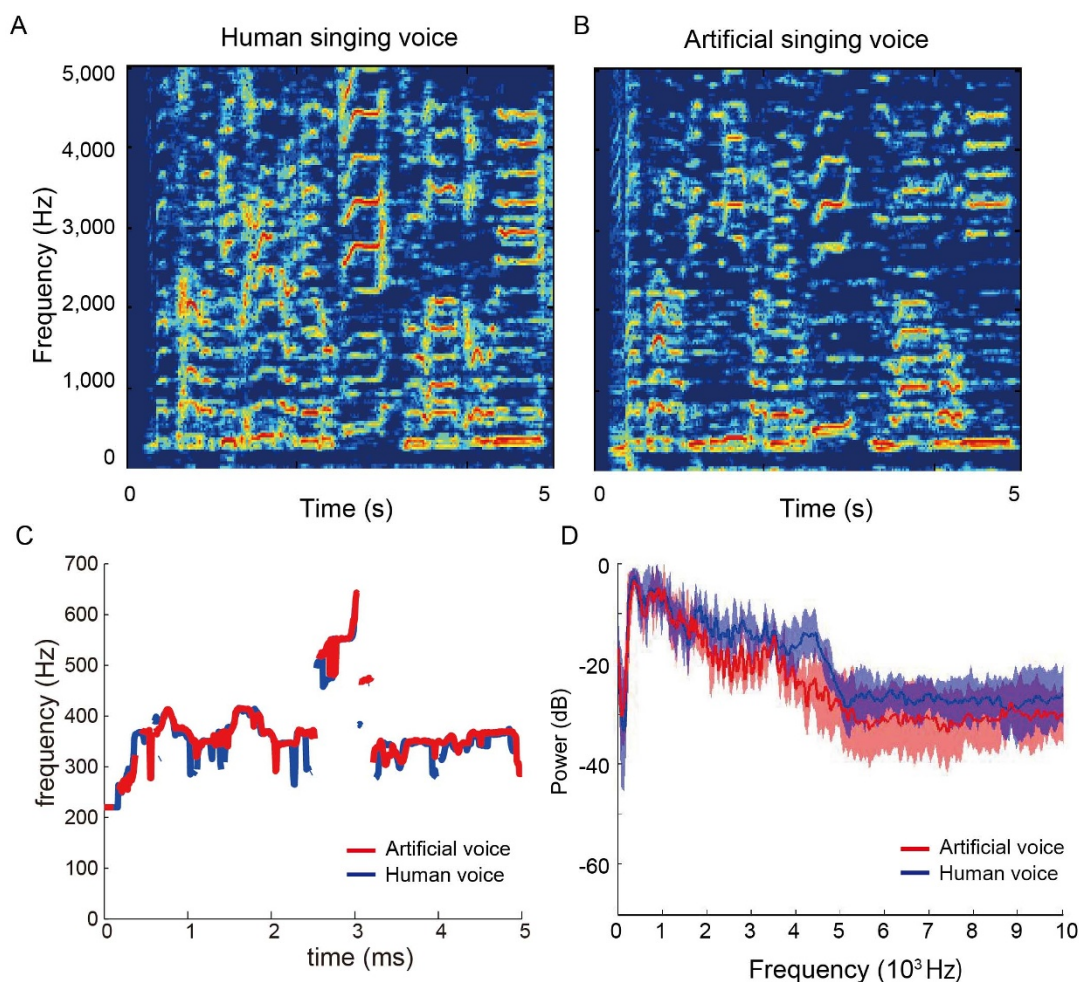 A
Human singing voice
B
Artificial singing voice
Frequency (Hz)
5,000
4,000
3,000
2,000
1,000
0
0
5
Time (s)
0
5
Time (s)
C
frequency (Hz)
700
600
500
400
300
200
100
0
Artificial voice
Human voice
0 1 2 3 4 5
time (ms)
D
Power (dB)
0
-20
-40
-60
Artificial voice
Human voice
0 1 2 3 4 5 6 7 8 9 10
Frequency (10³ Hz)